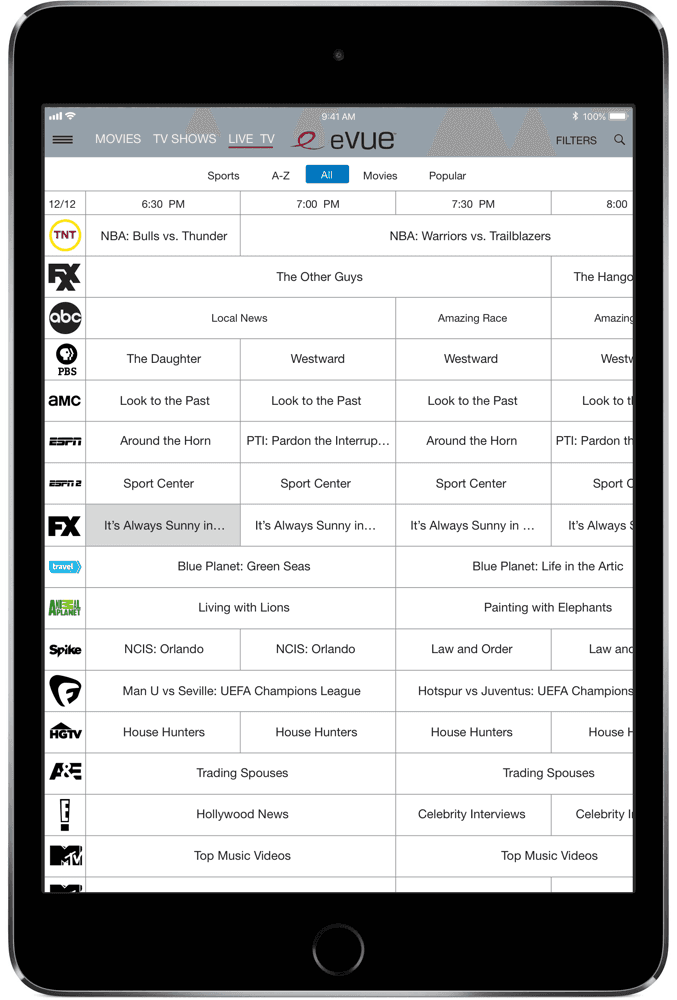 9:41 AM 100%
MOVIES TV SHOWS LIVE TV evue FILTERS
Sports A-Z All Movies Popular
12/12 6:30 PM 7:00 PM 7:30 PM 8:00
TNT NBA: Bulls vs. Thunder NBA: Warriors vs. Trailblazers
FXX The Other Guys The Hango
abc Local News Amazing Race Amazing
PBS The Daughter Westward Westward Westw
amc Look to the Past Look to the Past Look to the Past Look to t
ESPN Around the Horn PTI: Pardon the Interrup... Around the Horn PTI: Pardon th
ESPN 2 Sport Center Sport Center Sport Center Sport C
FX It's Always Sunny in... It's Always Sunny in... It's Always Sunny in ... It's Always S
travel Blue Planet: Green Seas Blue Planet: Life in the Artic
ANIMAL PLANET Living with Lions Painting with Elephants
Spike NCIS: Orlando NCIS: Orlando Law and Order Law and
F Man U vs Seville: UEFA Champions League Hotspur vs Juventus: UEFA Champions
HGTV House Hunters House Hunters House Hunters House H
A&E Trading Spouses Trading Spouses
E! Hollywood News Celebrity Interviews Celebrity I
MTV Top Music Videos Top Music Videos